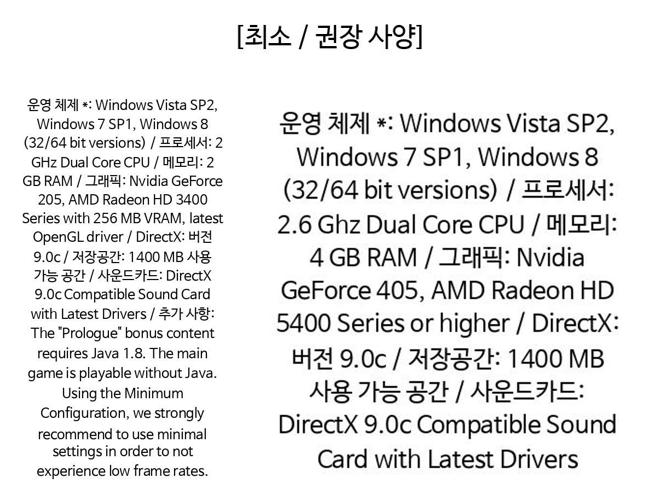 [최소 / 권장 사양]
운영 체제 *: Windows Vista SP2,
Windows 7 SP1, Windows 8
(32/64 bit versions) / 프로세서: 2
GHz Dual Core CPU / 메모리: 2
GB RAM / 그래픽: Nvidia GeForce
205, AMD Radeon HD 3400
Series with 256 MB VRAM, latest
OpenGL driver / DirectX: 버전
9.0c / 저장공간: 1400 MB 사용
가능 공간 / 사운드카드: DirectX
9.0c Compatible Sound Card
with Latest Drivers / 추가 사항:
The "Prologue" bonus content
requires Java 1.8. The main
game is playable without Java.
Using the Minimum
Configuration, we strongly
recommend to use minimal
settings in order to not
experience low frame rates.
운영 체제 *: Windows Vista SP2,
Windows 7 SP1, Windows 8
(32/64 bit versions) / 프로세서:
2.6 Ghz Dual Core CPU / 메모리:
4 GB RAM / 그래픽: Nvidia
GeForce 405, AMD Radeon HD
5400 Series or higher / DirectX:
버전 9.0c / 저장공간: 1400 MB
사용 가능 공간 / 사운드카드:
DirectX 9.0c Compatible Sound
Card with Latest Drivers